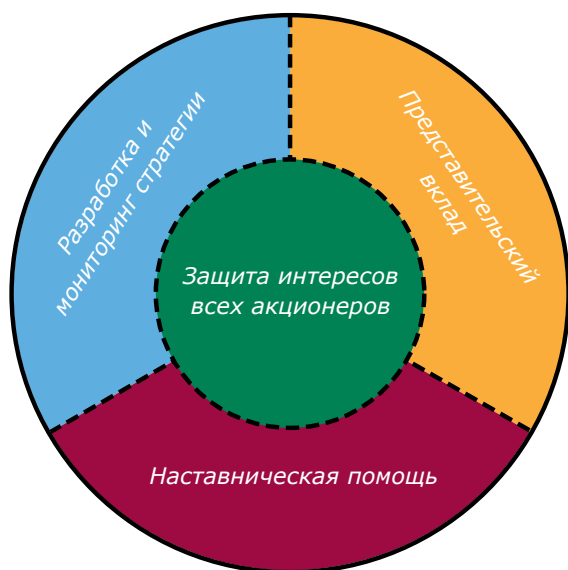 Разработка и
мониторинг стратегии
Представительский
вклад
Защита интересов
всех акционеров
Наставническая помощь